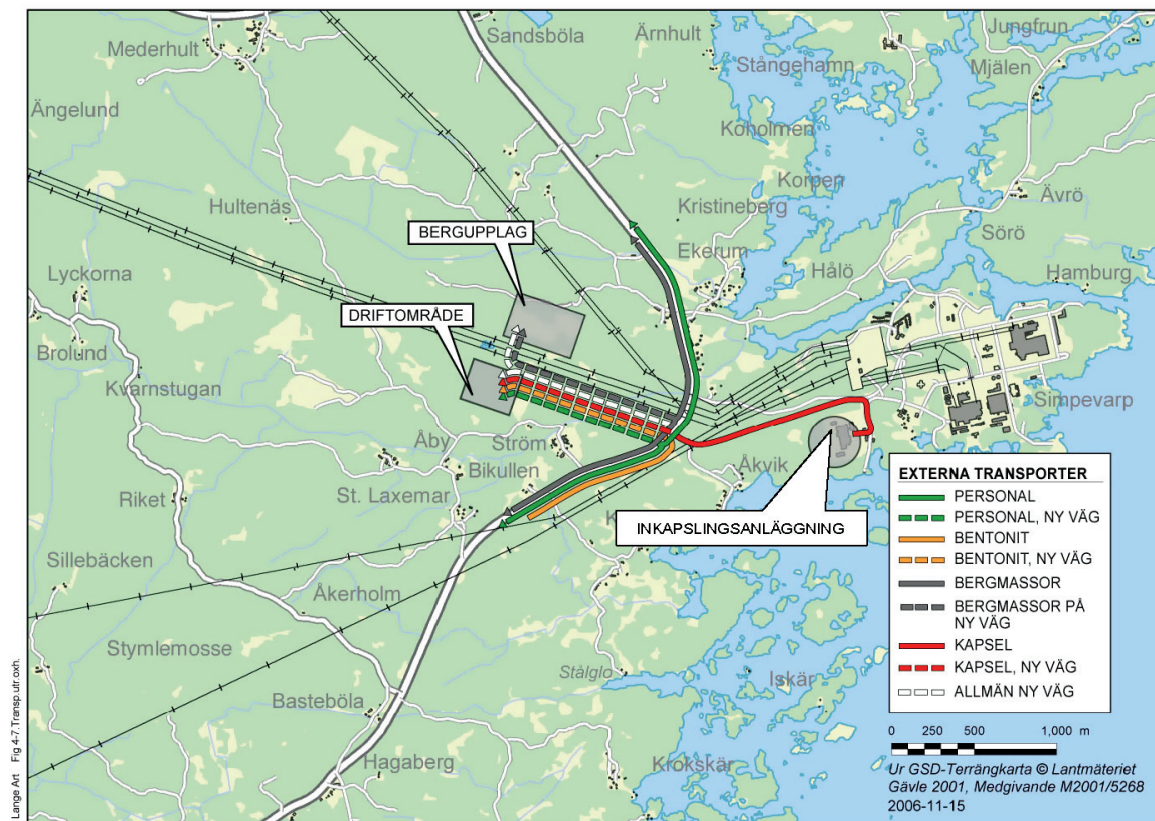 Sandsböla
Ärnhult
Jungfrun
Mederhult
Stångehamn
Mjälen
Ängelund
Koholmen
Korpen
Ävrö
Hultenäs
Kristineberg
BERGUPPLAG
Sörö
Ekerum
Hålö
Hamburg
Lyckorna
DRIFTOMRÅDE
Brolund
Kvarnstugan
Simpevarp
Åby
Ström
Bikullen
Åkvik
Riket
St. Laxemar
K
INKAPSLINGSANLÄGGNING
Sillebäcken
Åkerholm
Stymlemosse
Stålglo
Iskär
Basteböla
Hagaberg
Krokskär
EXTERNA TRANSPORTER
PERSONAL
PERSONAL, NY VÄG
BENTONIT
BENTONIT, NY VÄG
BERGMASSOR
BERGMASSOR PÅ
NY VÄG
KAPSEL
KAPSEL, NY VÄG
ALLMÄN NY VÄG
0 250 500 1,000 m
Ur GSD-Terrängkarta © Lantmäteriet
Gävle 2001, Medgivande M2001/5268
2006-11-15
Lange Art Fig 4-7.Transp.utr.oxh.